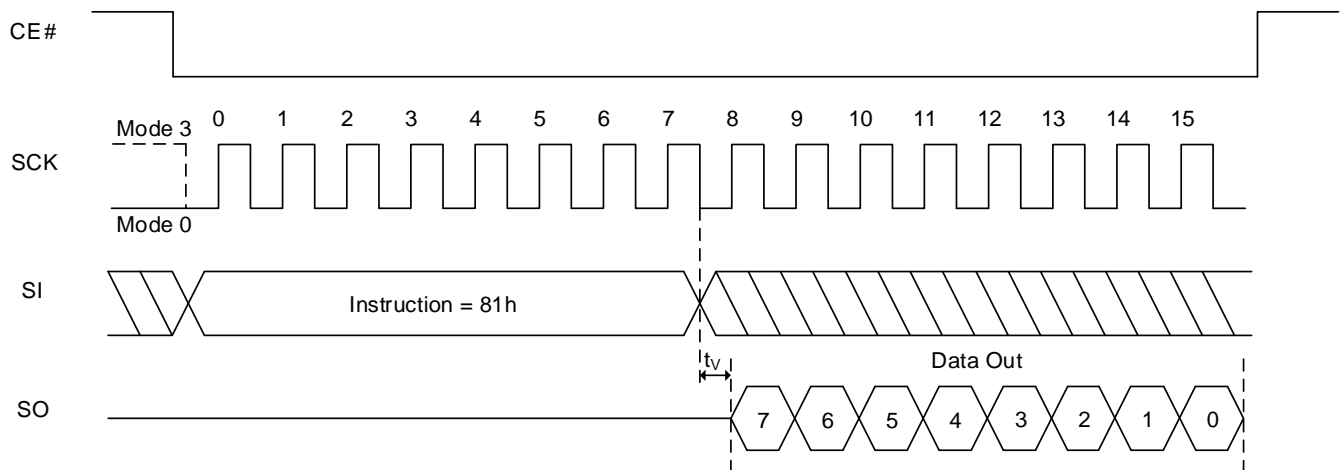 CE#
0 1 2 3 4 5 6 7 8 9 10 11 12 13 14 15
Mode 3
SCK
Mode 0
SI
Instruction = 81h
tV
Data Out
SO
7 6 5 4 3 2 1 0